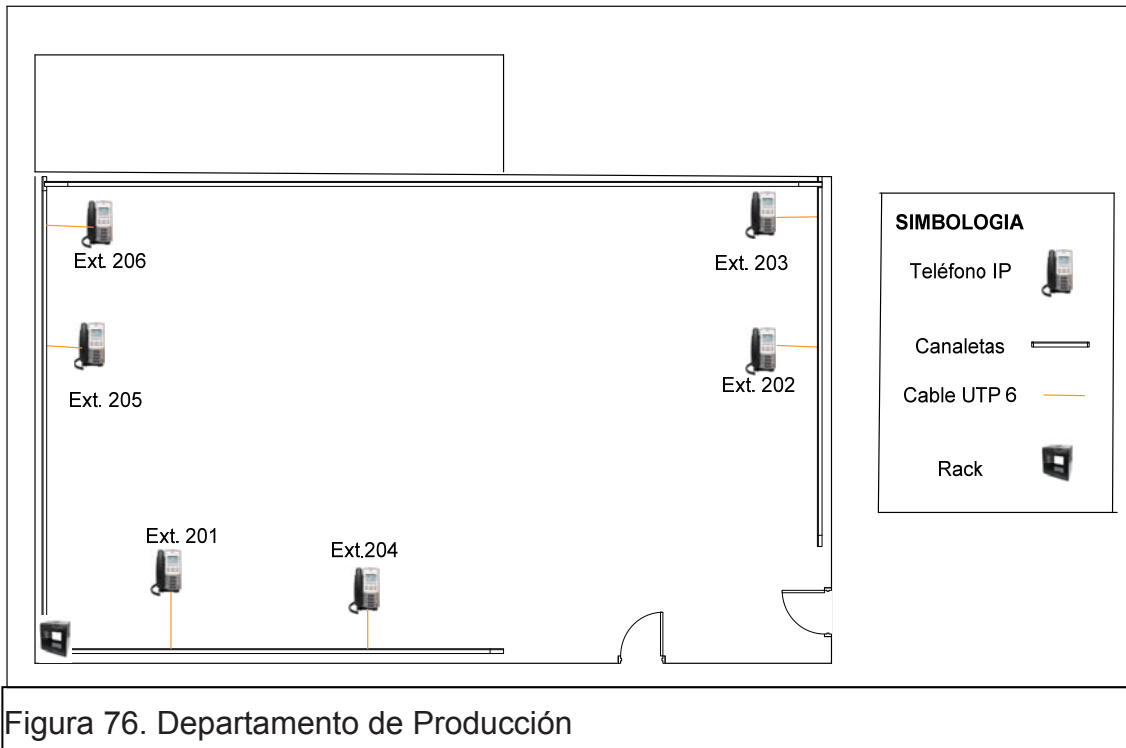 Ext. 206
Ext. 203
Ext. 205
Ext. 202
Ext. 201
Ext.204
SIMBOLOGIA
Teléfono IP
Canaletas
Cable UTP 6
Rack
Figura 76. Departamento de Producción